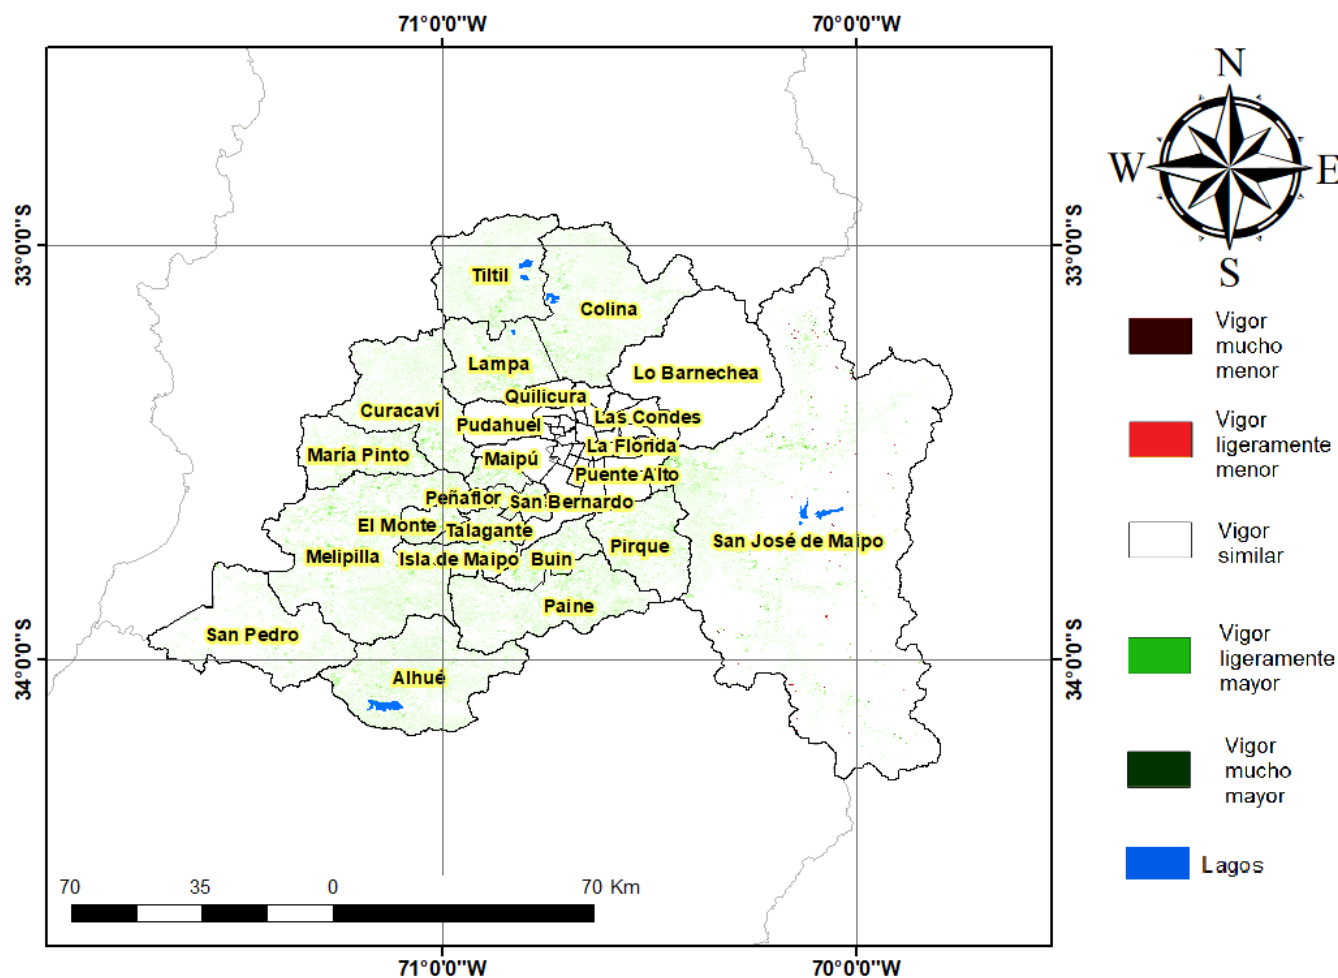 71°0'0"W
70°0'0"W
33°0'0"S
33°0'0"S
34°0'0"S
34°0'0"S
Tiltil
Colina
Lampa
Lo Barnechea
Quilicura
Curacaví
Pudahuel
Las Condes
María Pinto
Maipú
La Florida
Puente Alto
Peñaflor
San Bernardo
El Monte
Talagante
Melipilla
Isla de Maipo
Buin
Pirque
San José de Maipo
Paine
San Pedro
Alhué
70
35
0
70 Km
71°0'0"W
70°0'0"W
N
W
E
S
Vigor
mucho
menor
Vigor
ligeramente
menor
Vigor
similar
Vigor
ligeramente
mayor
Vigor
mucho
mayor
Lagos